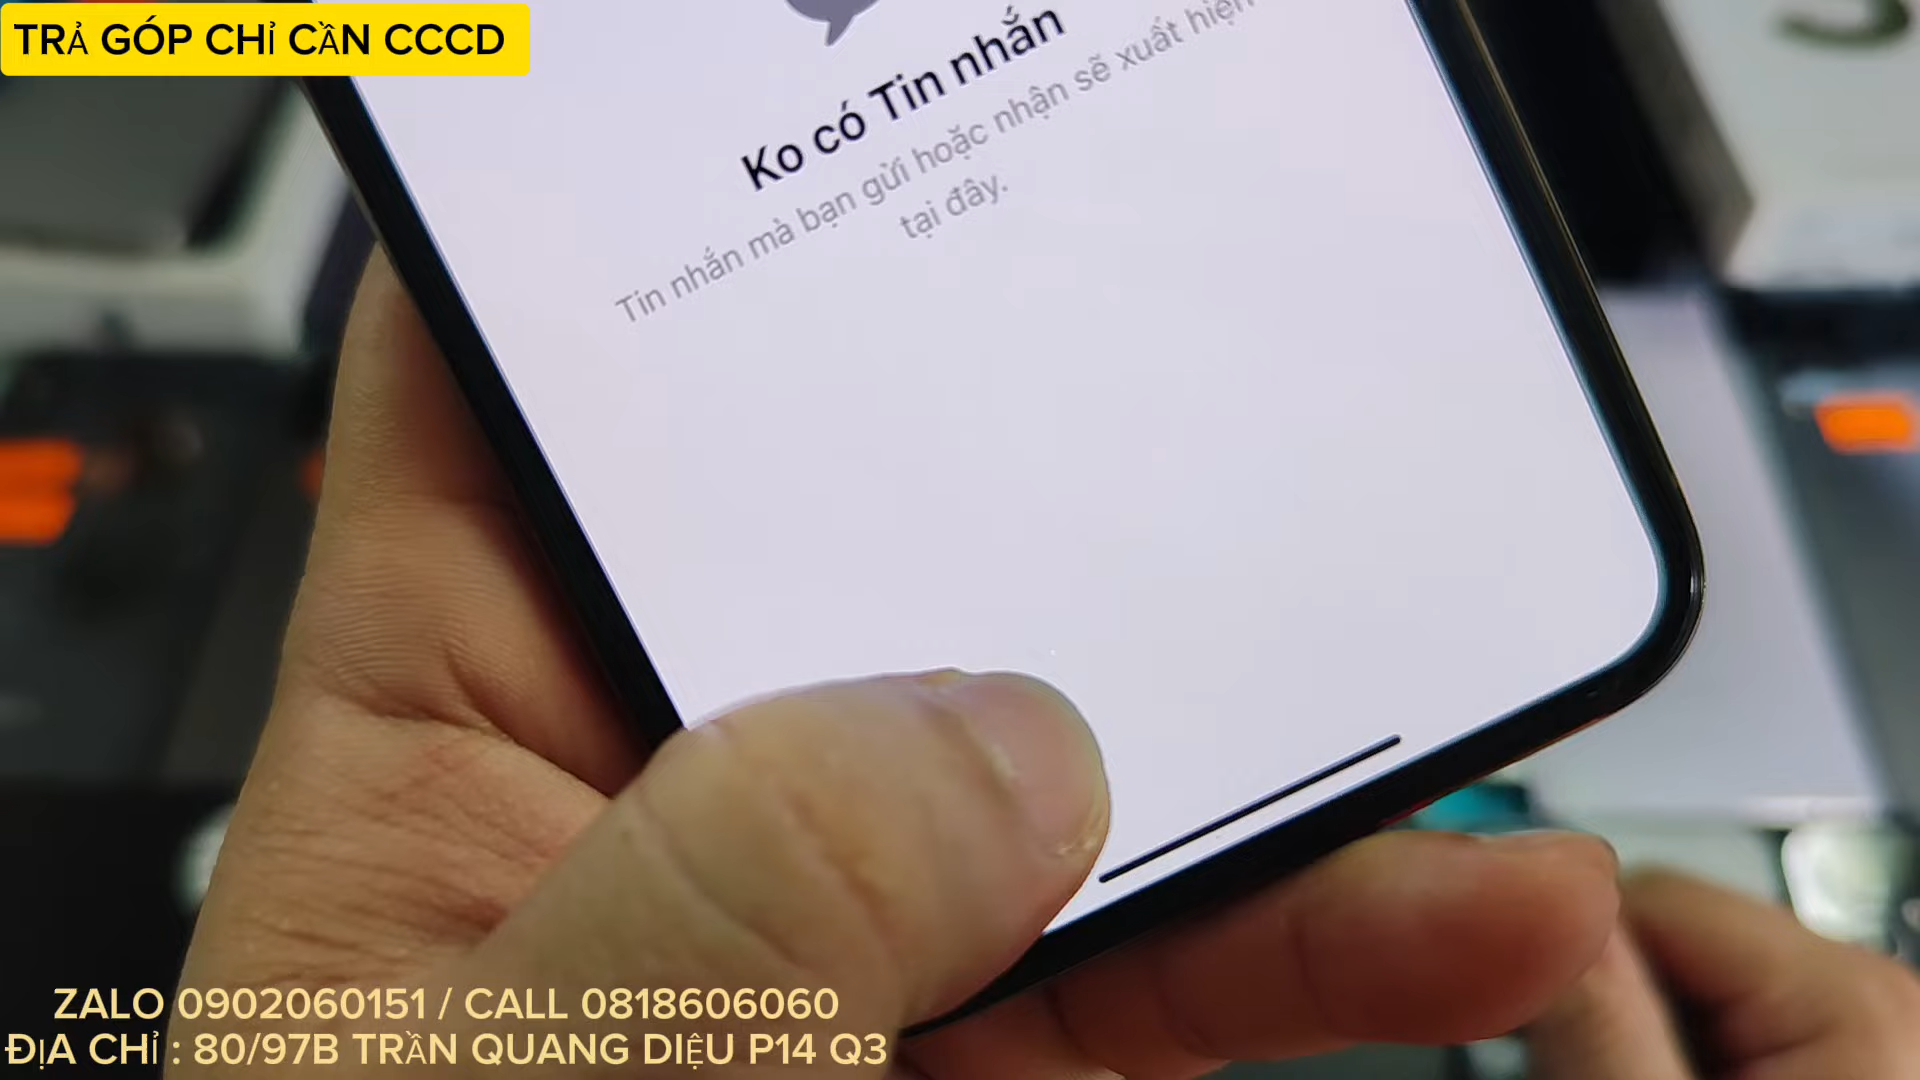 TRẢ GÓP CHỈ CẦN CCCD
Ko có Tin nhắn
Tin nhắn mà bạn gửi hoặc nhận sẽ xuất hiện
tại đây.
ZALO 0902060151 / CALL 0818606060
ĐỊA CHỈ : 80/97B TRẦN QUANG DIỆU P14 Q3